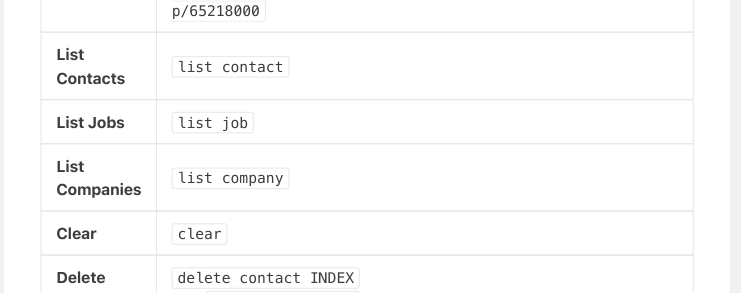 p/65218000
List
Contacts
list contact
List Jobs
list job
List
Companies
list company
Clear
clear
Delete
delete contact INDEX